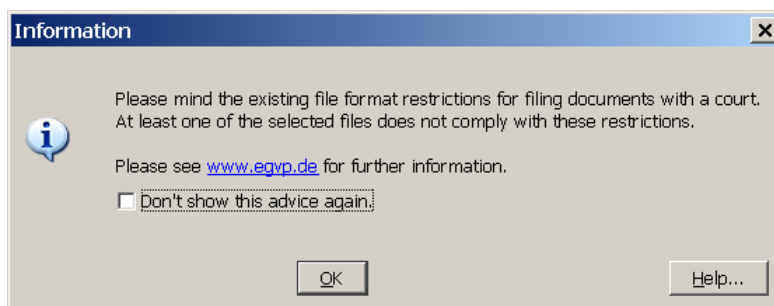 Information
Please mind the existing file format restrictions for filing documents with a court.
At least one of the selected files does not comply with these restrictions.
Please see www.egvp.de for further information.
Don't show this advice again.
OK
Help...